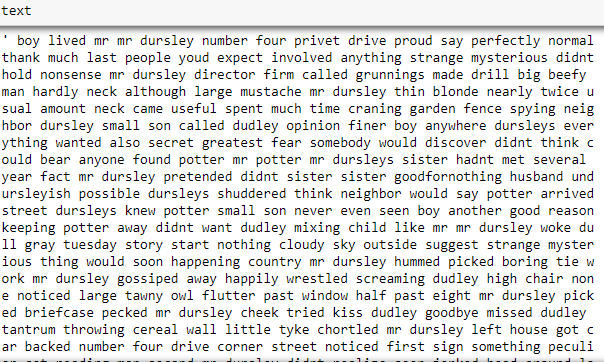 text
' boy lived mr mr dursley number four privet drive proud say perfectly normal
thank much last people youd expect involved anything strange mysterious didnt
hold nonsense mr dursley director firm called grunnings made drill big beefy
man hardly neck although large mustache mr dursley thin blonde nearly twice u
sual amount neck came useful spent much time craning garden fence spying neig
hbor dursley small son called dudley opinion finer boy anywhere dursleys ever
ything wanted also secret greatest fear somebody would discover didnt think c
ould bear anyone found potter mr potter mr dursleys sister hadnt met several
year fact mr dursley pretended didnt sister sister goodfornothing husband und
ursleyish possible dursleys shuddered think neighbor would say potter arrived
street dursleys knew potter small son never even seen boy another good reason
keeping potter away didnt want dudley mixing child like mr mr dursley woke du
ll gray tuesday story start nothing cloudy sky outside suggest strange myster
ious thing would soon happening country mr dursley hummed picked boring tie w
ork mr dursley gossiped away happily wrestled screaming dudley high chair non
e noticed large tawny owl flutter past window half past eight mr dursley pick
ed briefcase pecked mr dursley cheek tried kiss dudley goodbye missed dudley
tantrum throwing cereal wall little tyke chortled mr dursley left house got c
ar backed number four drive corner street noticed first sign something peculi